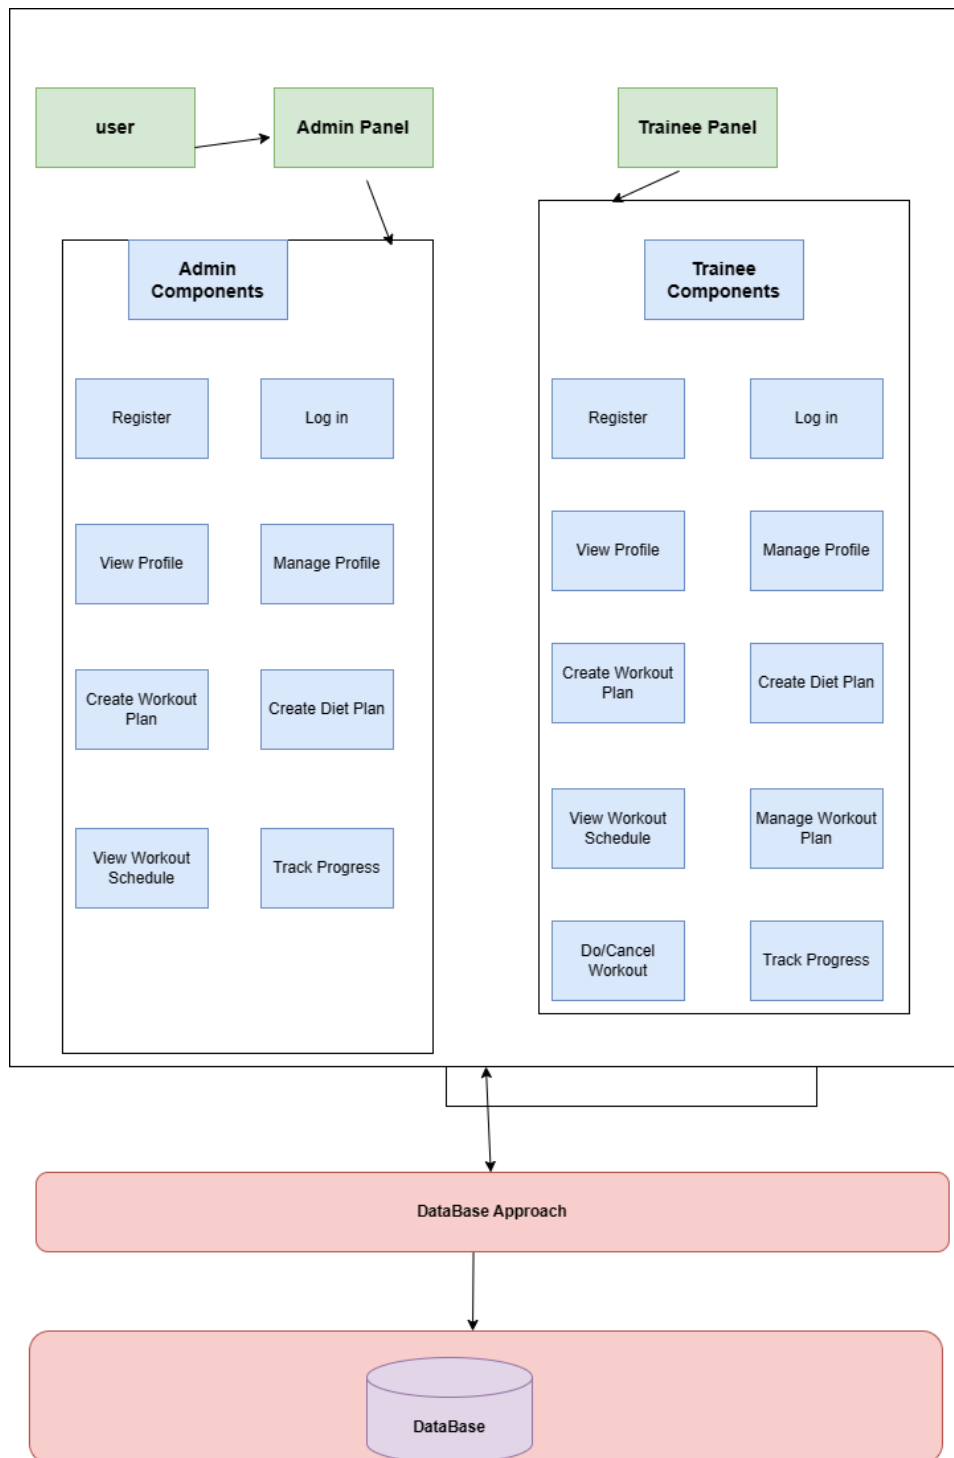 user
Admin Panel
Trainee Panel
Admin
Components
Register
Log in
View Profile
Manage Profile
Create Workout
Plan
Create Diet Plan
View Workout
Schedule
Track Progress
Trainee
Components
Register
Log in
View Profile
Manage Profile
Create Workout
Plan
Create Diet Plan
View Workout
Schedule
Manage Workout
Plan
Do/Cancel
Workout
Track Progress
DataBase Approach
DataBase